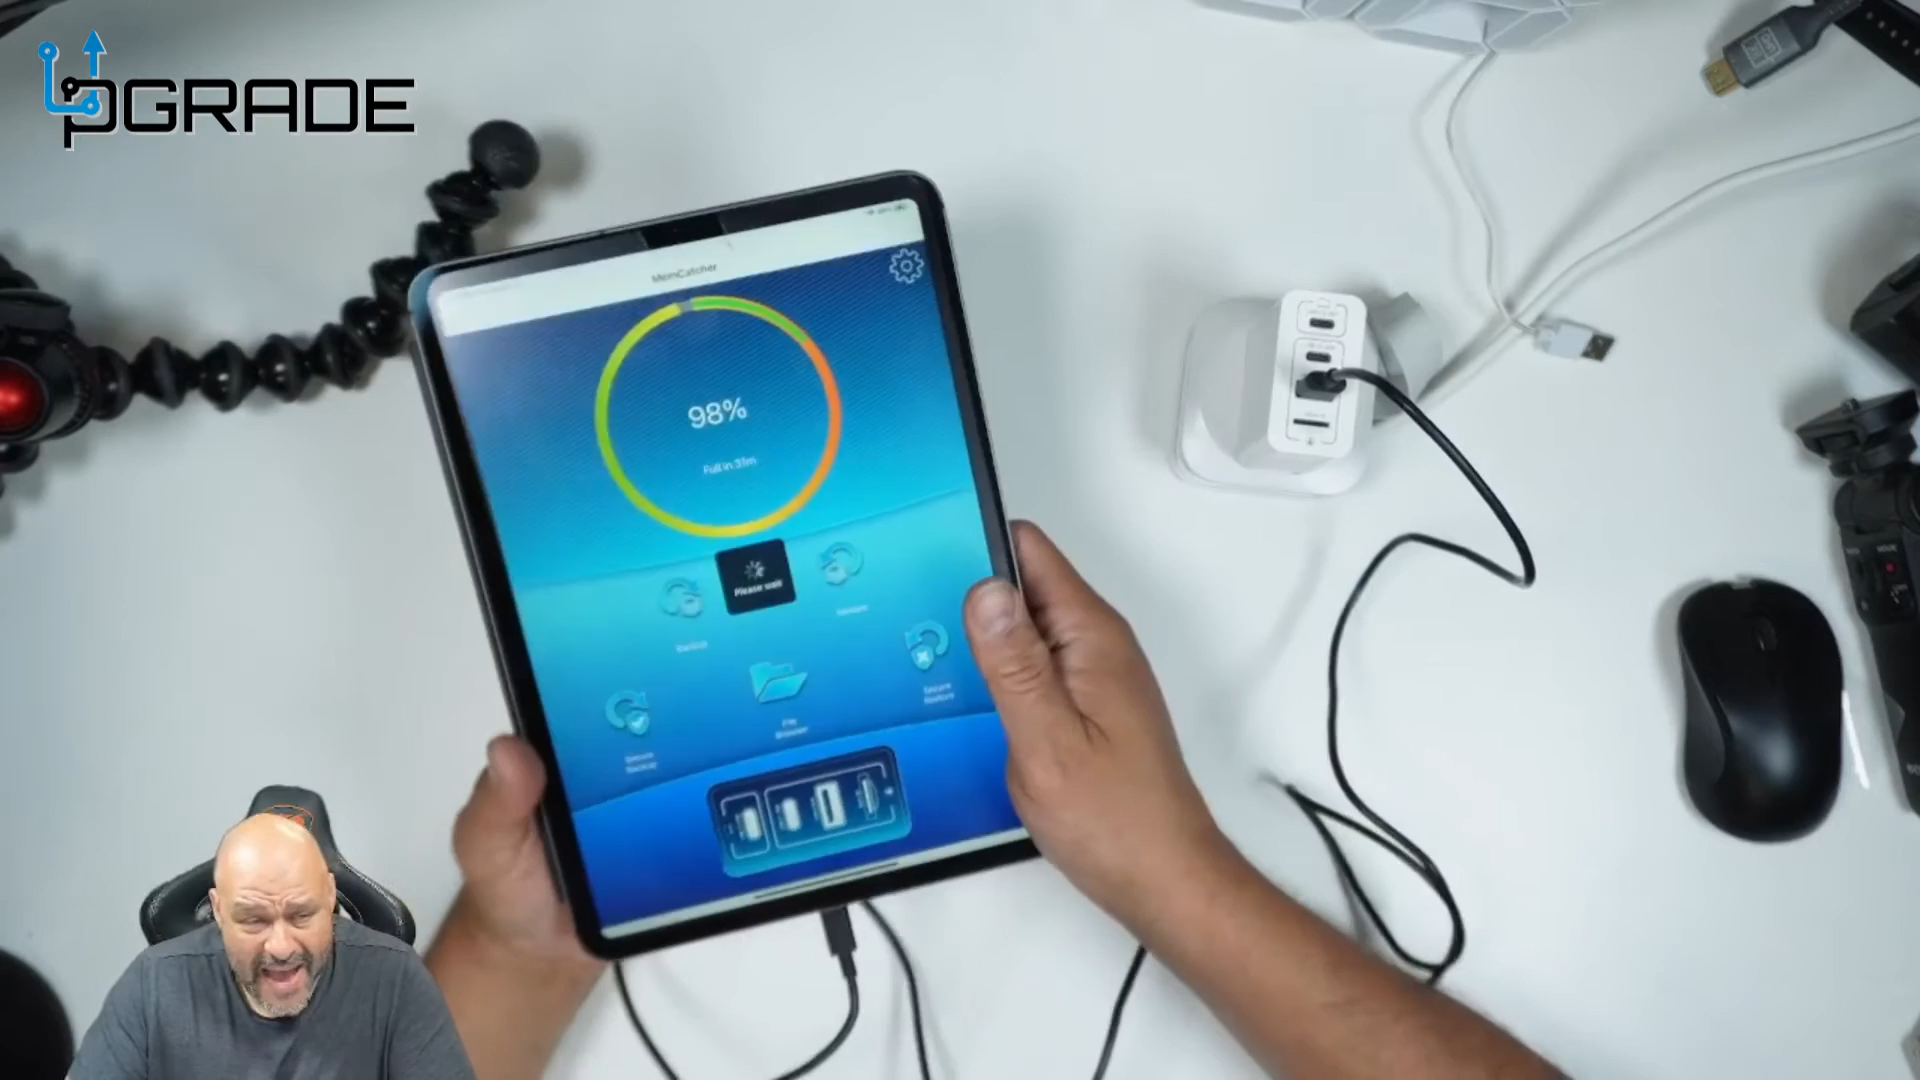 UPGRADE
MemCatcher
98%
Full in 31m
Please wait
Backup
Restore
Secure
Backup
File
Browser
Secure
Restore